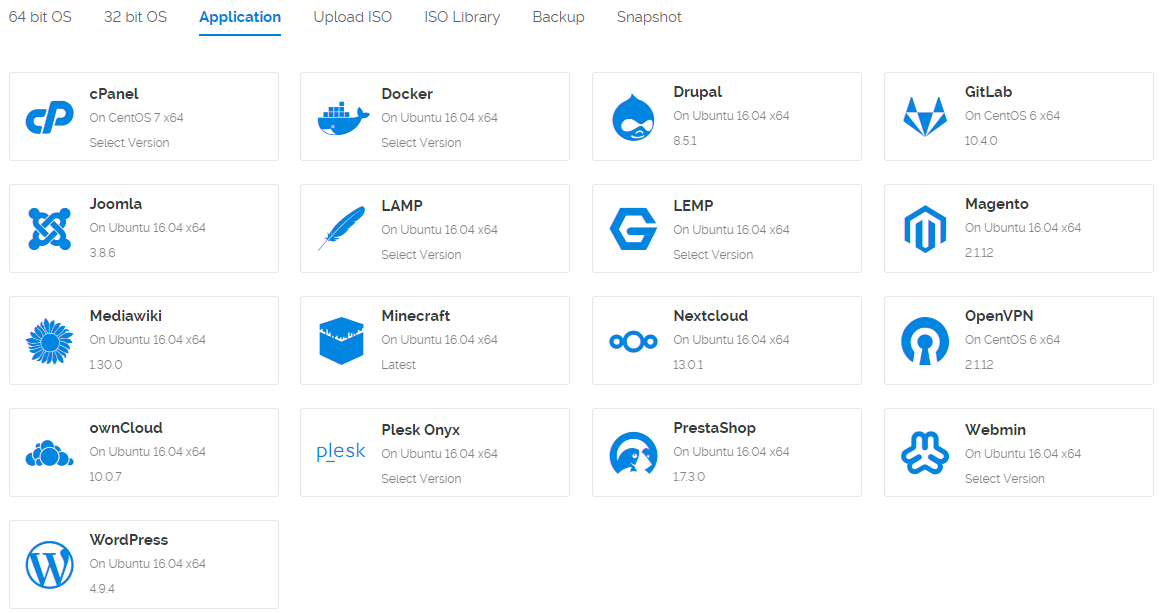 64 bit OS 32 bit OS Application Upload ISO ISO Library Backup Snapshot
cPanel
On CentOS 7 x64
Select Version
Docker
On Ubuntu 16.04 x64
Select Version
Drupal
On Ubuntu 16.04 x64
8.5.1
GitLab
On CentOS 6 x64
10.4.0
Joomla
On Ubuntu 16.04 x64
3.8.6
LAMP
On Ubuntu 16.04 x64
Select Version
LEMP
On Ubuntu 16.04 x64
Select Version
Magento
On Ubuntu 16.04 x64
2.1.12
Mediawiki
On Ubuntu 16.04 x64
1.30.0
Minecraft
On Ubuntu 16.04 x64
Latest
Nextcloud
On Ubuntu 16.04 x64
13.0.1
OpenVPN
On CentOS 6 x64
2.1.12
ownCloud
On Ubuntu 16.04 x64
10.0.7
plesk
Plesk Onyx
On Ubuntu 16.04 x64
Select Version
PrestaShop
On Ubuntu 16.04 x64
1.7.3.0
Webmin
On Ubuntu 16.04 x64
Select Version
WordPress
On Ubuntu 16.04 x64
4.9.4